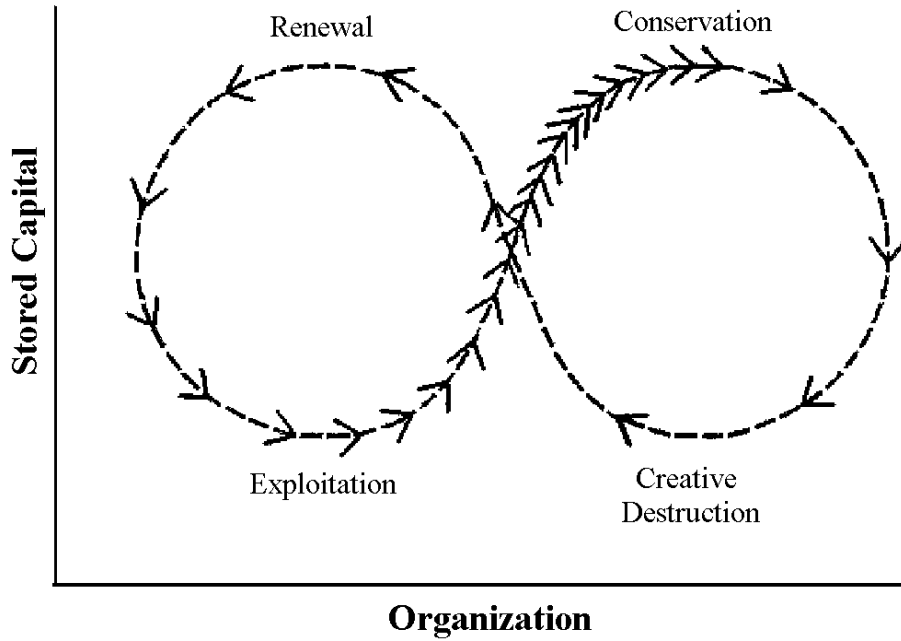 Renewal
Conservation
Stored Capital
Exploitation
Creative
Destruction
Organization